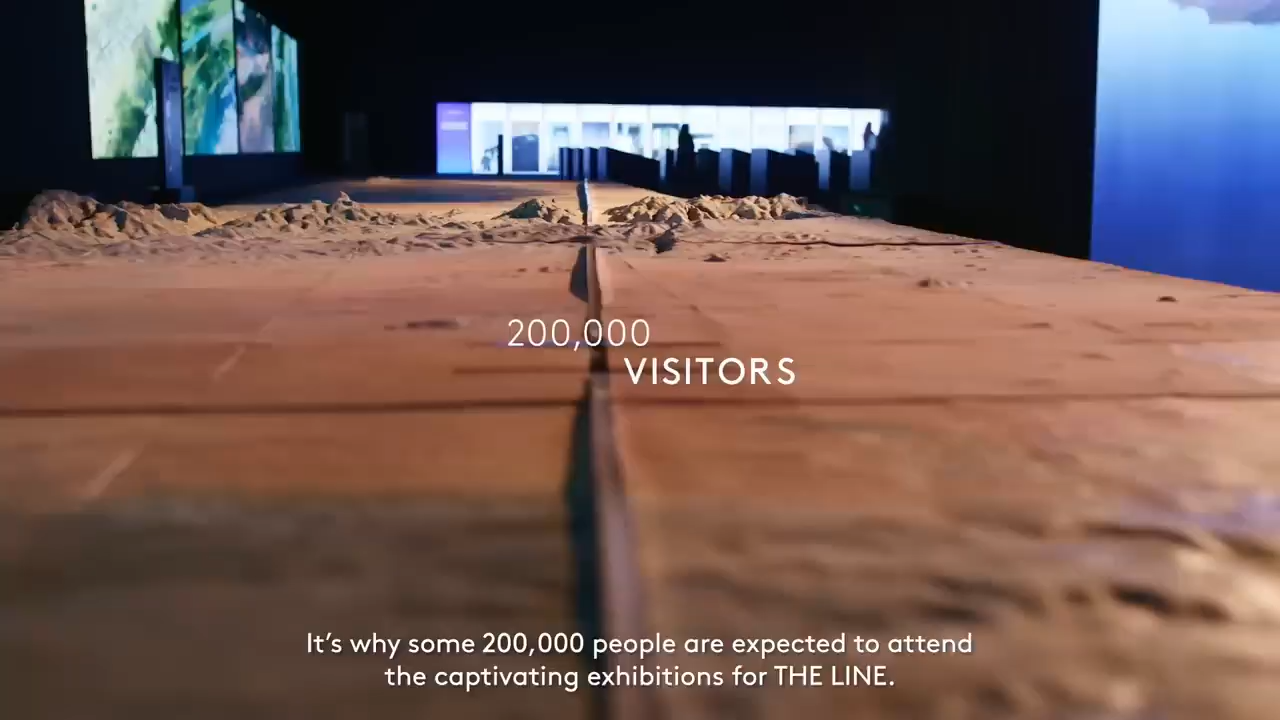 200,000
VISITORS
It's why some 200,000 people are expected to attend
the captivating exhibitions for THE LINE.